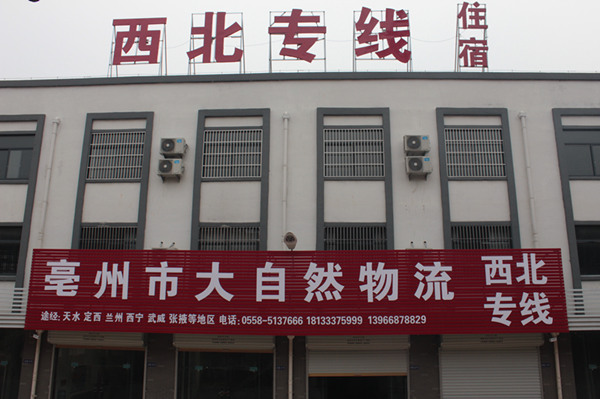 西北专线
住宿
亳州市大自然物流
西北
专线
途经: 天水 定西 兰州 西宁 武威 张掖等地区 电话: 0558-5137666 18133375999 13966878829